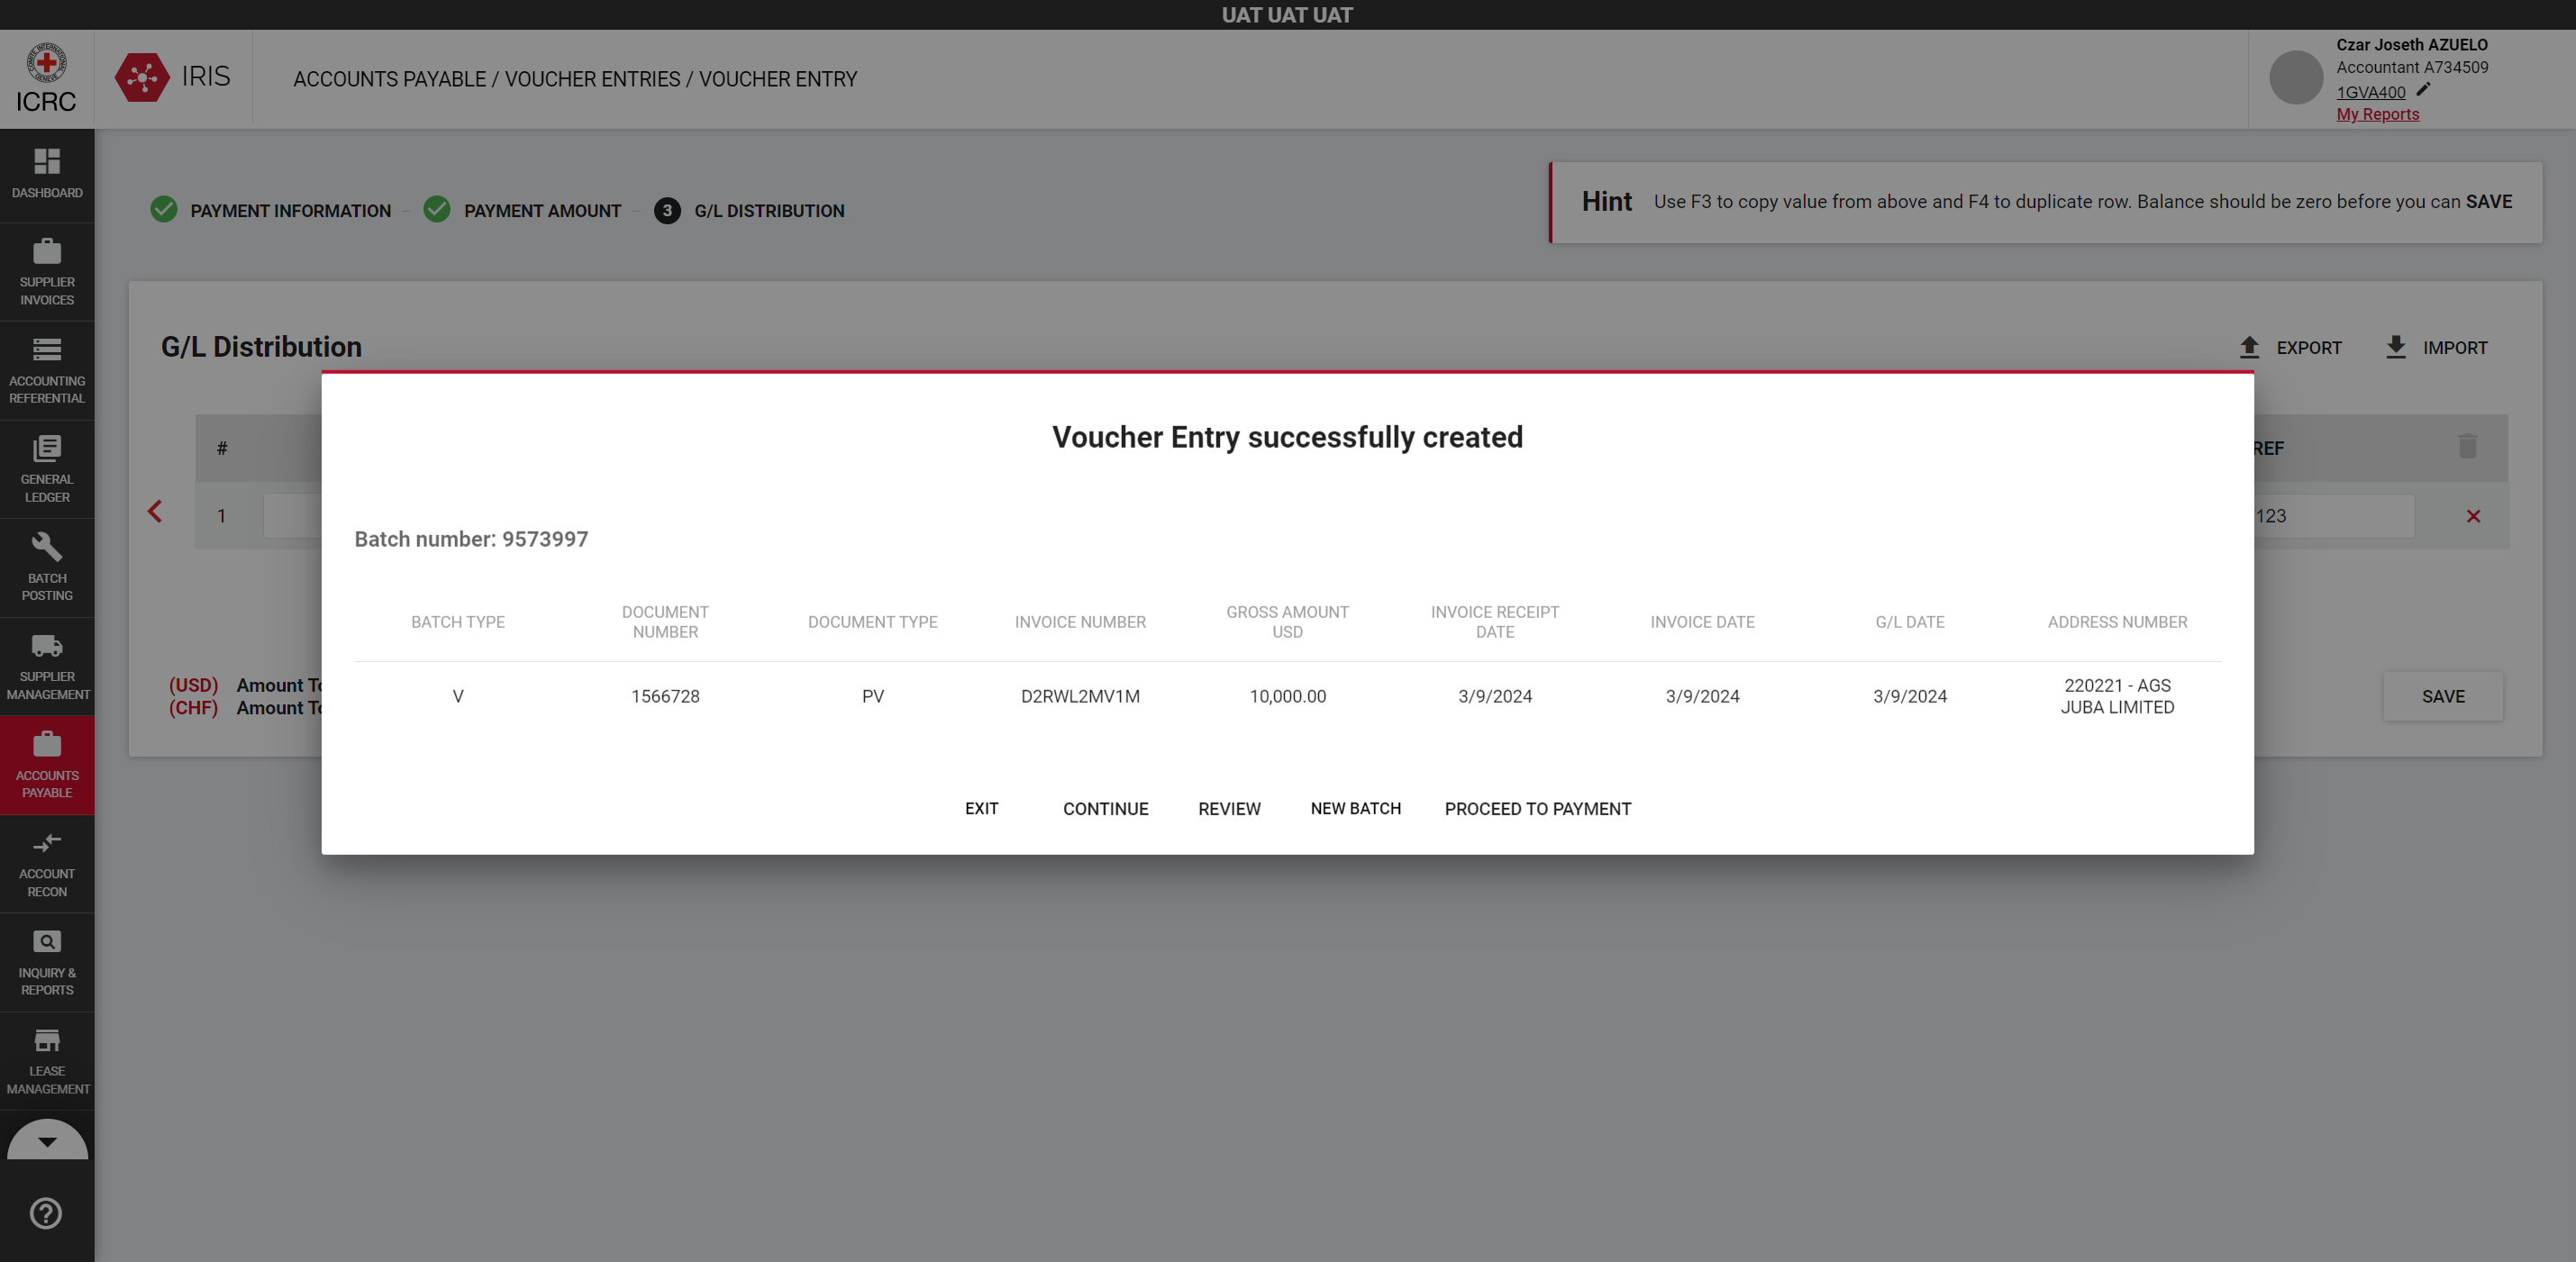 UAT UAT UAT
ICRC
IRIS
ACCOUNTS PAYABLE / VOUCHER ENTRIES / VOUCHER ENTRY
Czar Joseth AZUELO
Accountant A734509
1GVA400
My Reports
DASHBOARD
SUPPLIER
INVOICES
ACCOUNTING
REFERENTIAL
GENERAL
LEDGER
BATCH
POSTING
SUPPLIER
MANAGEMENT
ACCOUNTS
PAYABLE
ACCOUNT
RECON
INQUIRY &
REPORTS
LEASE
MANAGEMENT
PAYMENT INFORMATION
PAYMENT AMOUNT
3 G/L DISTRIBUTION
Hint Use F3 to copy value from above and F4 to duplicate row. Balance should be zero before you can SAVE
G/L Distribution
EXPORT
IMPORT
#
REF
1
123
(USD) Amount To
(CHF) Amount To
SAVE
Voucher Entry successfully created
Batch number: 9573997
BATCH TYPE
DOCUMENT
NUMBER
DOCUMENT TYPE
INVOICE NUMBER
GROSS AMOUNT
USD
INVOICE RECEIPT
DATE
INVOICE DATE
G/L DATE
ADDRESS NUMBER
V
1566728
PV
D2RWL2MV1M
10,000.00
3/9/2024
3/9/2024
3/9/2024
220221 - AGS
JUBA LIMITED
EXIT
CONTINUE
REVIEW
NEW BATCH
PROCEED TO PAYMENT